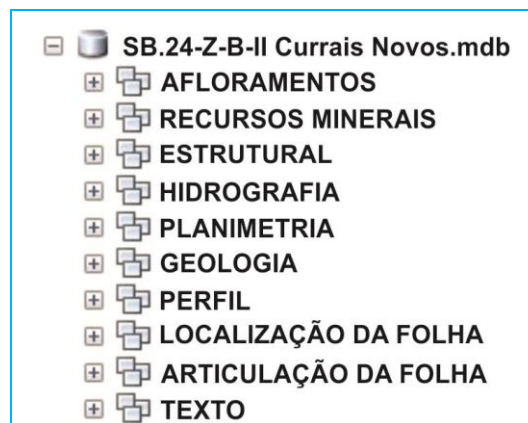 SB.24-Z-B-II Currais Novos.mdb
AFLORAMENTOS
RECURSOS MINERAIS
ESTRUTURAL
HIDROGRAFIA
PLANIMETRIA
GEOLOGIA
PERFIL
LOCALIZAÇÃO DA FOLHA
ARTICULAÇÃO DA FOLHA
TEXTO